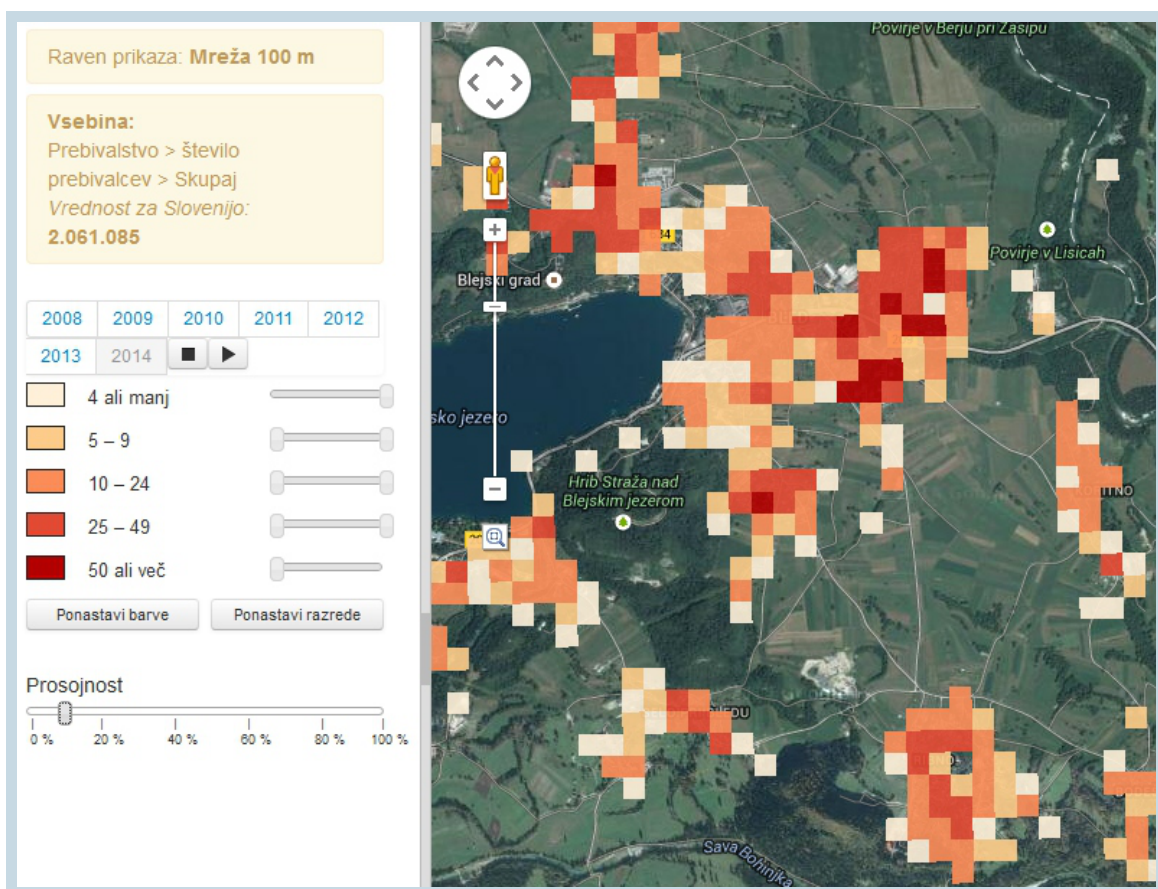 Raven prikaza: Mreža 100 m
Vsebina:
Prebivalstvo > število
prebivalcev > Skupaj
Vrednost za Slovenijo:
2.061.085
2008 2009 2010 2011 2012
2013 2014
4 ali manj
5 – 9
10 – 24
25 – 49
50 ali več
Ponastavi barve Ponastavi razrede
Prosojnost
0 % 20 % 40 % 60 % 80 % 100 %
Povirje v Berju pri Zasipu
Povirje v Lisicah
Blejski grad
sko jezero
Hrib Straža nad
Blejskim jezerom
Sava Bohinjka